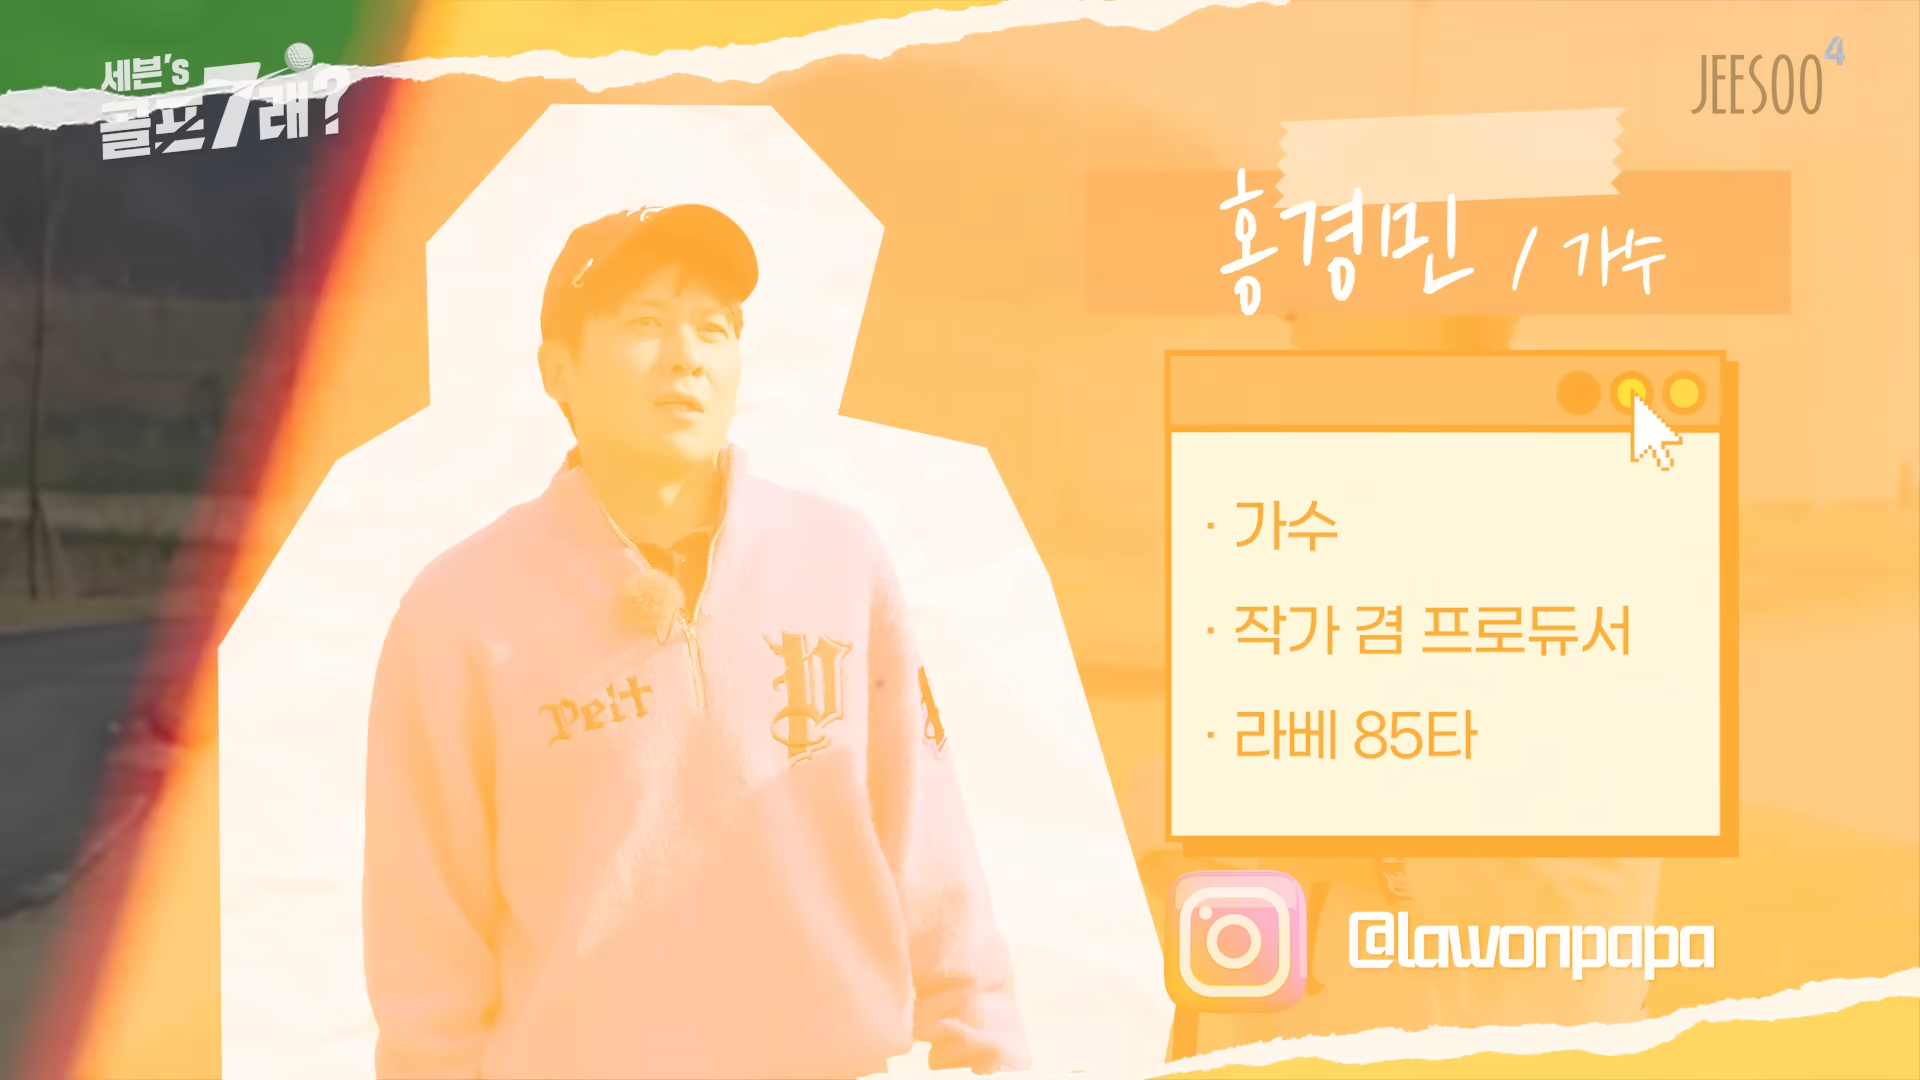 세븐's
골프7래?
JEESOO4
홍경민 / 가수
· 가수
· 작가 겸 프로듀서
· 라베 85타
Peit
P
@lawonpapa